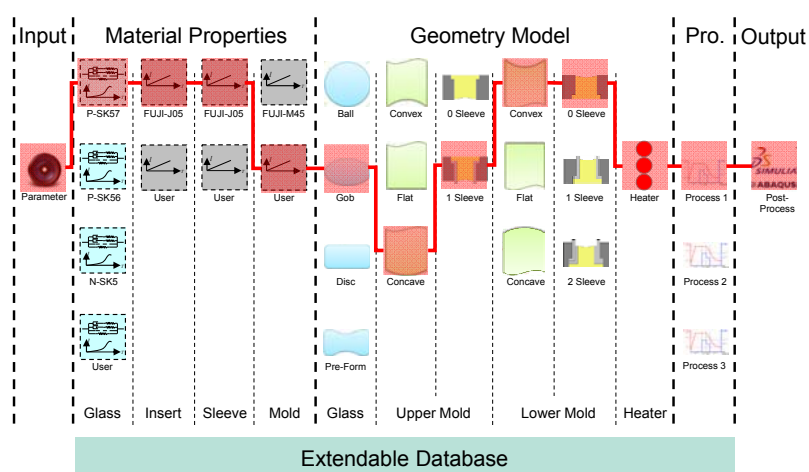 Input
Material Properties
Geometry Model
Pro.
Output
P-SK57
FUJI-J05
FUJI-J05
FUJI-M45
Ball
Convex
0 Sleeve
Convex
0 Sleeve
Parameter
P-SK56
User
User
User
Gob
Flat
1 Sleeve
Flat
1 Sleeve
Heater
Process 1
SIMULIA
ABAQUS
Post-
Process
N-SK5
Disc
Concave
Concave
2 Sleeve
Process 2
User
Pre-Form
Process 3
Glass
Insert
Sleeve
Mold
Glass
Upper Mold
Lower Mold
Heater
Extendable Database